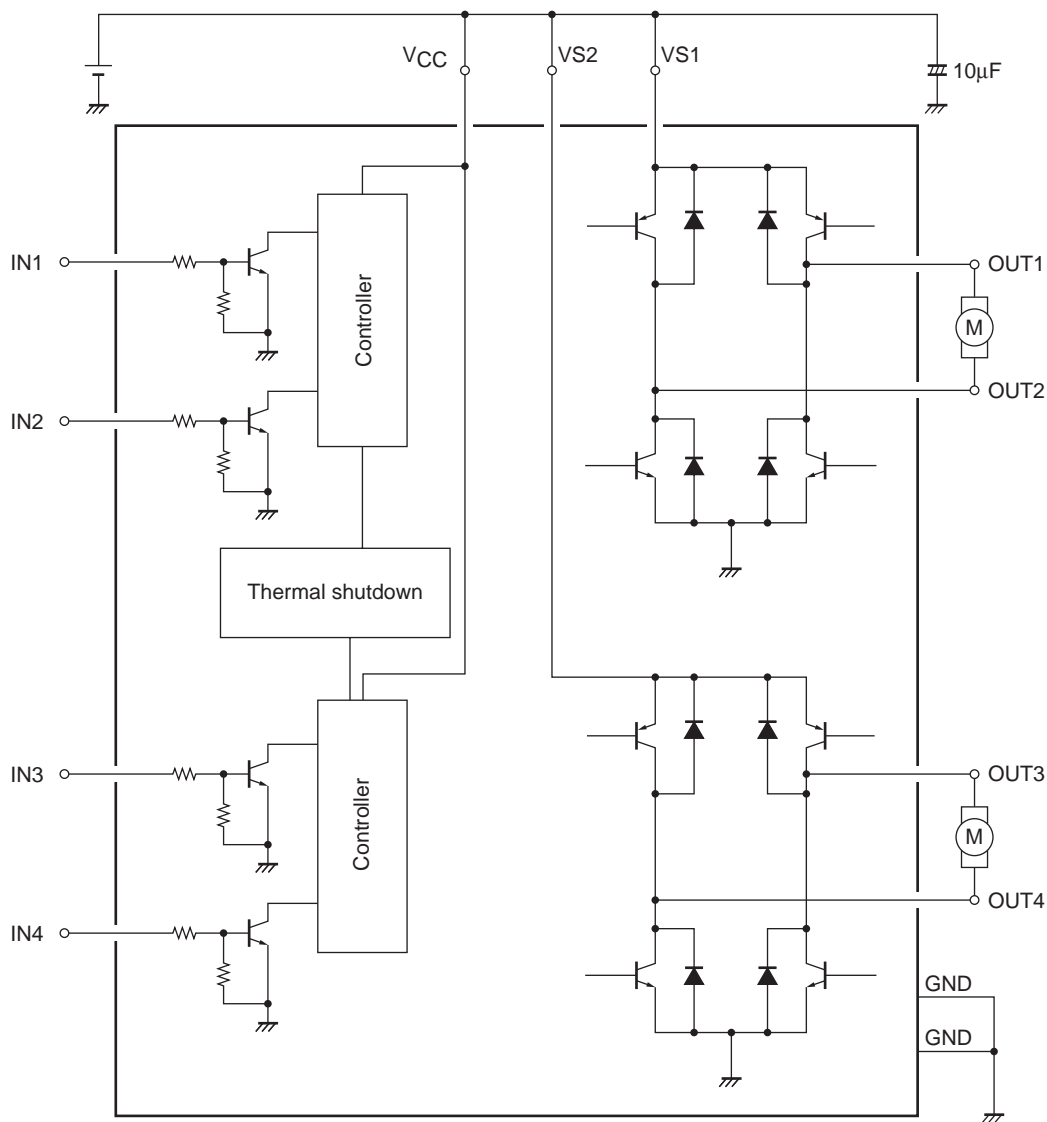 VCC
VS2
VS1
10μF
IN1
Controller
OUT1
M
IN2
OUT2
Thermal shutdown
IN3
Controller
OUT3
M
IN4
OUT4
GND
GND